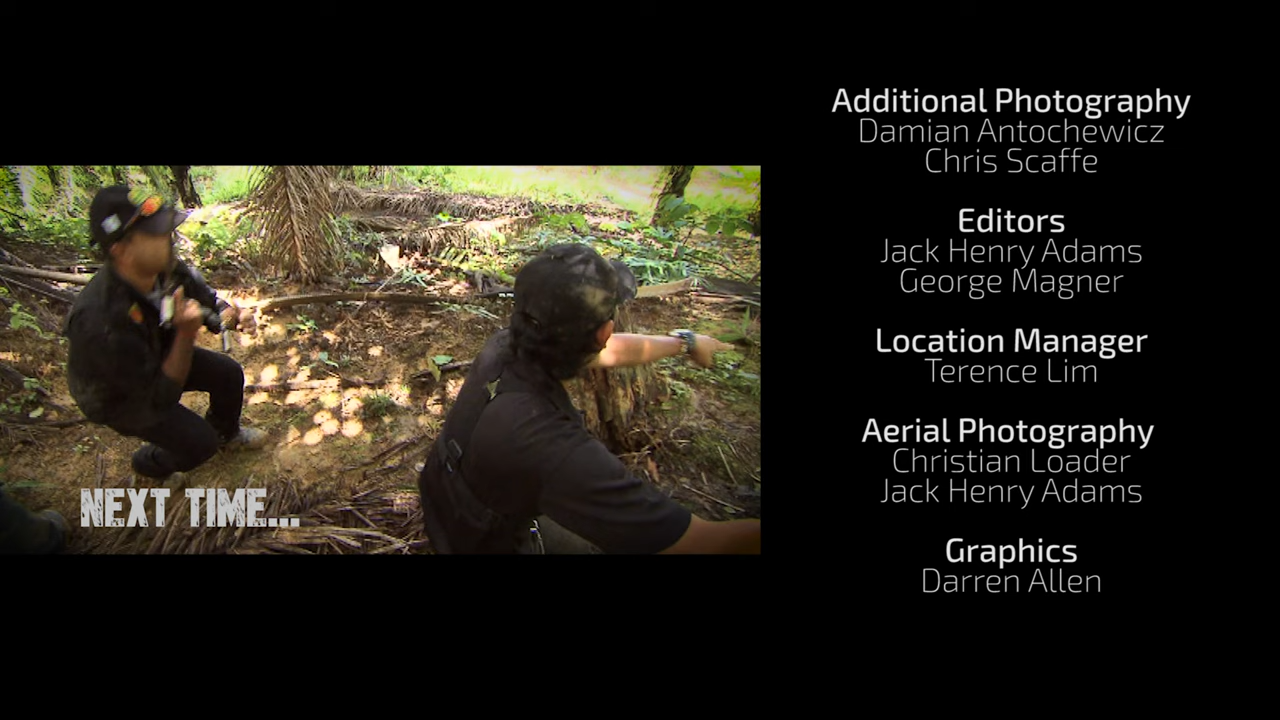 Additional Photography
Damian Antochewicz
Chris Scaffe
Editors
Jack Henry Adams
George Magner
Location Manager
Terence Lim
Aerial Photography
Christian Loader
Jack Henry Adams
Graphics
Darren Allen
NEXT TIME...